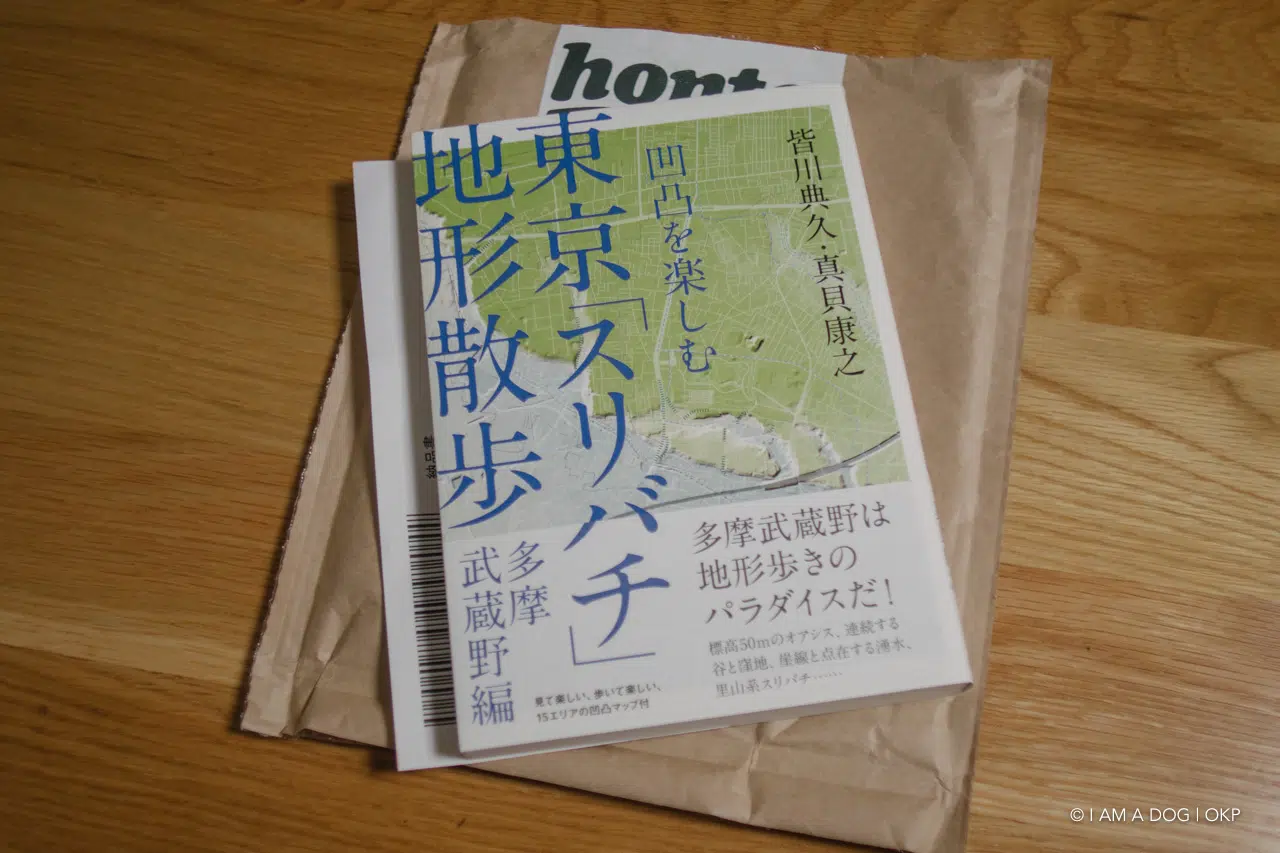 hont
皆川典久・真貝康之
凹凸を楽しむ
東京「スリバチ」
地形散歩
多摩
武蔵野編
多摩武蔵野は
地形歩きの
パラダイスだ!
標高50mのオアシス、連続する
谷と窪地、崖線と点在する湧水、
里山系スリバチ……
見て楽しい、歩いて楽しい、
15エリアの凹凸マップ付
納品書
© I AM A DOG | OKP